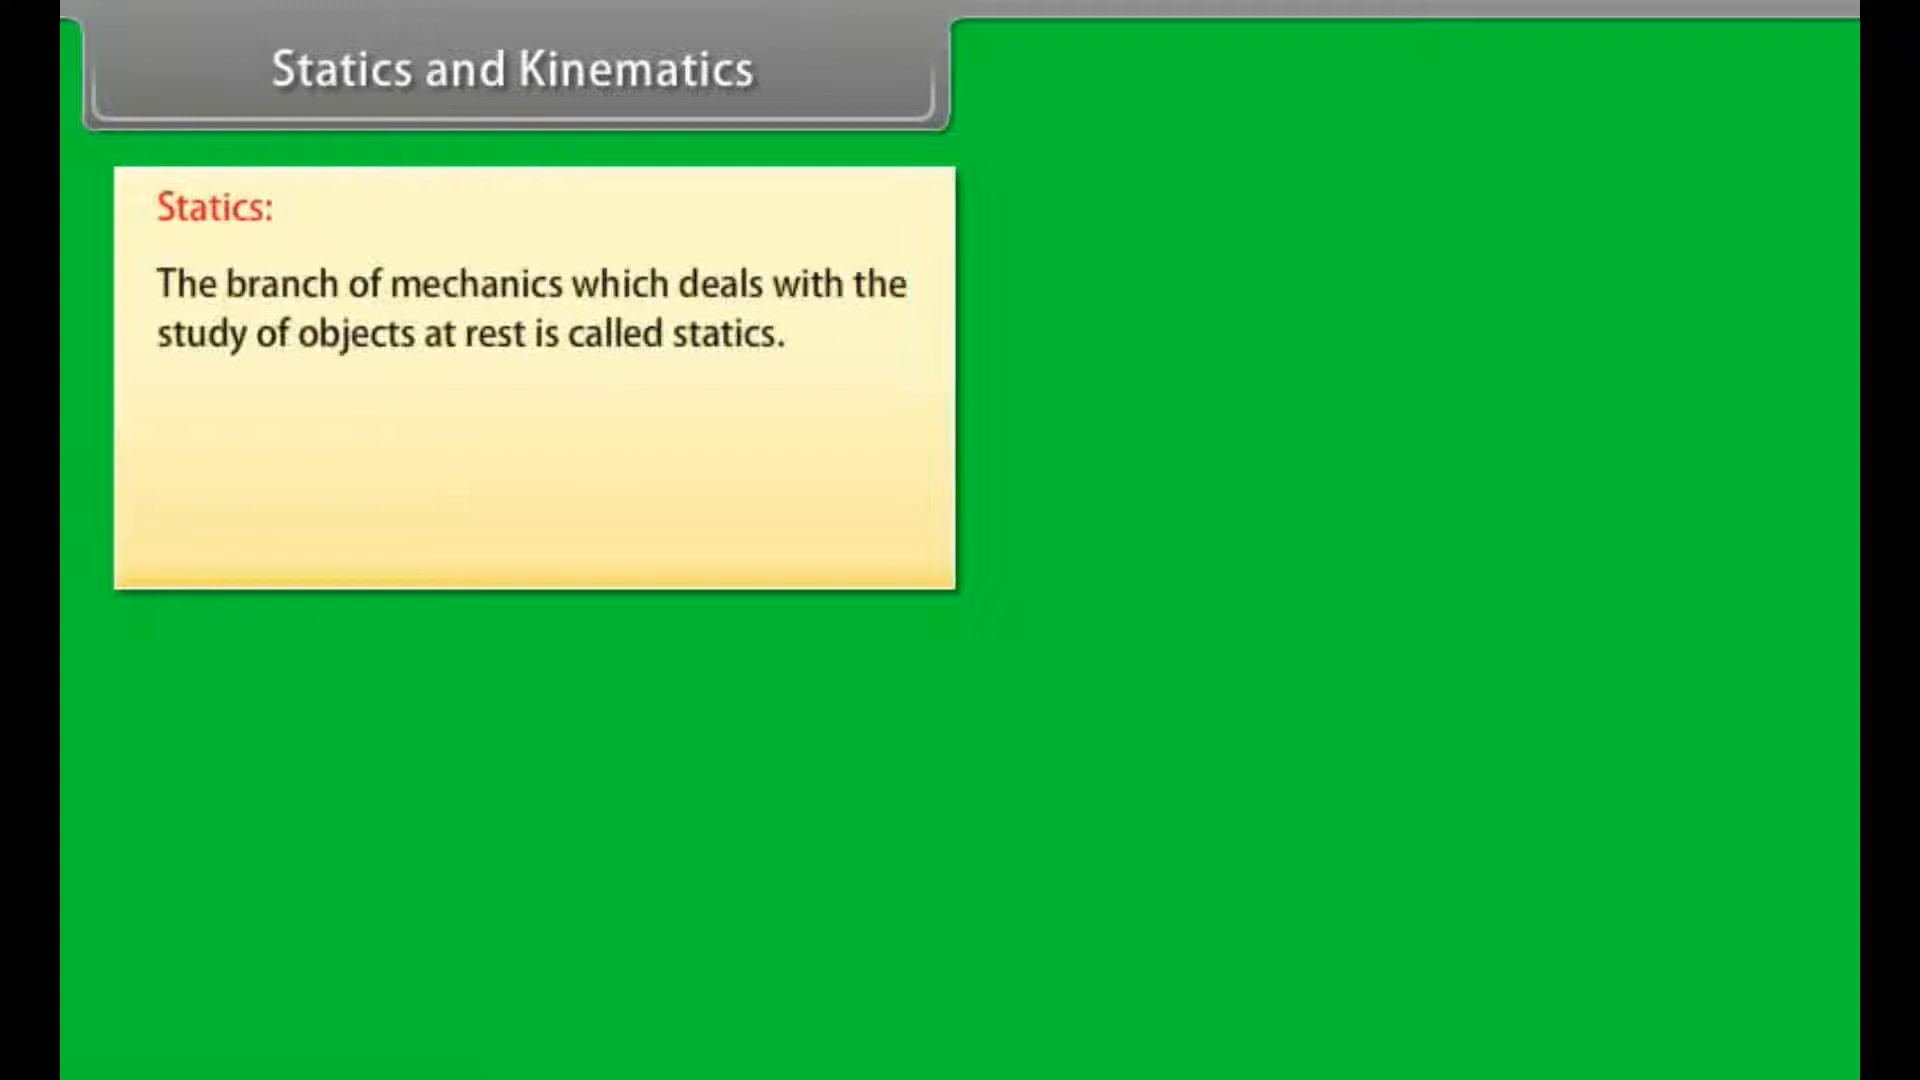 Statics and Kinematics
Statics:
The branch of mechanics which deals with the
study of objects at rest is called statics.